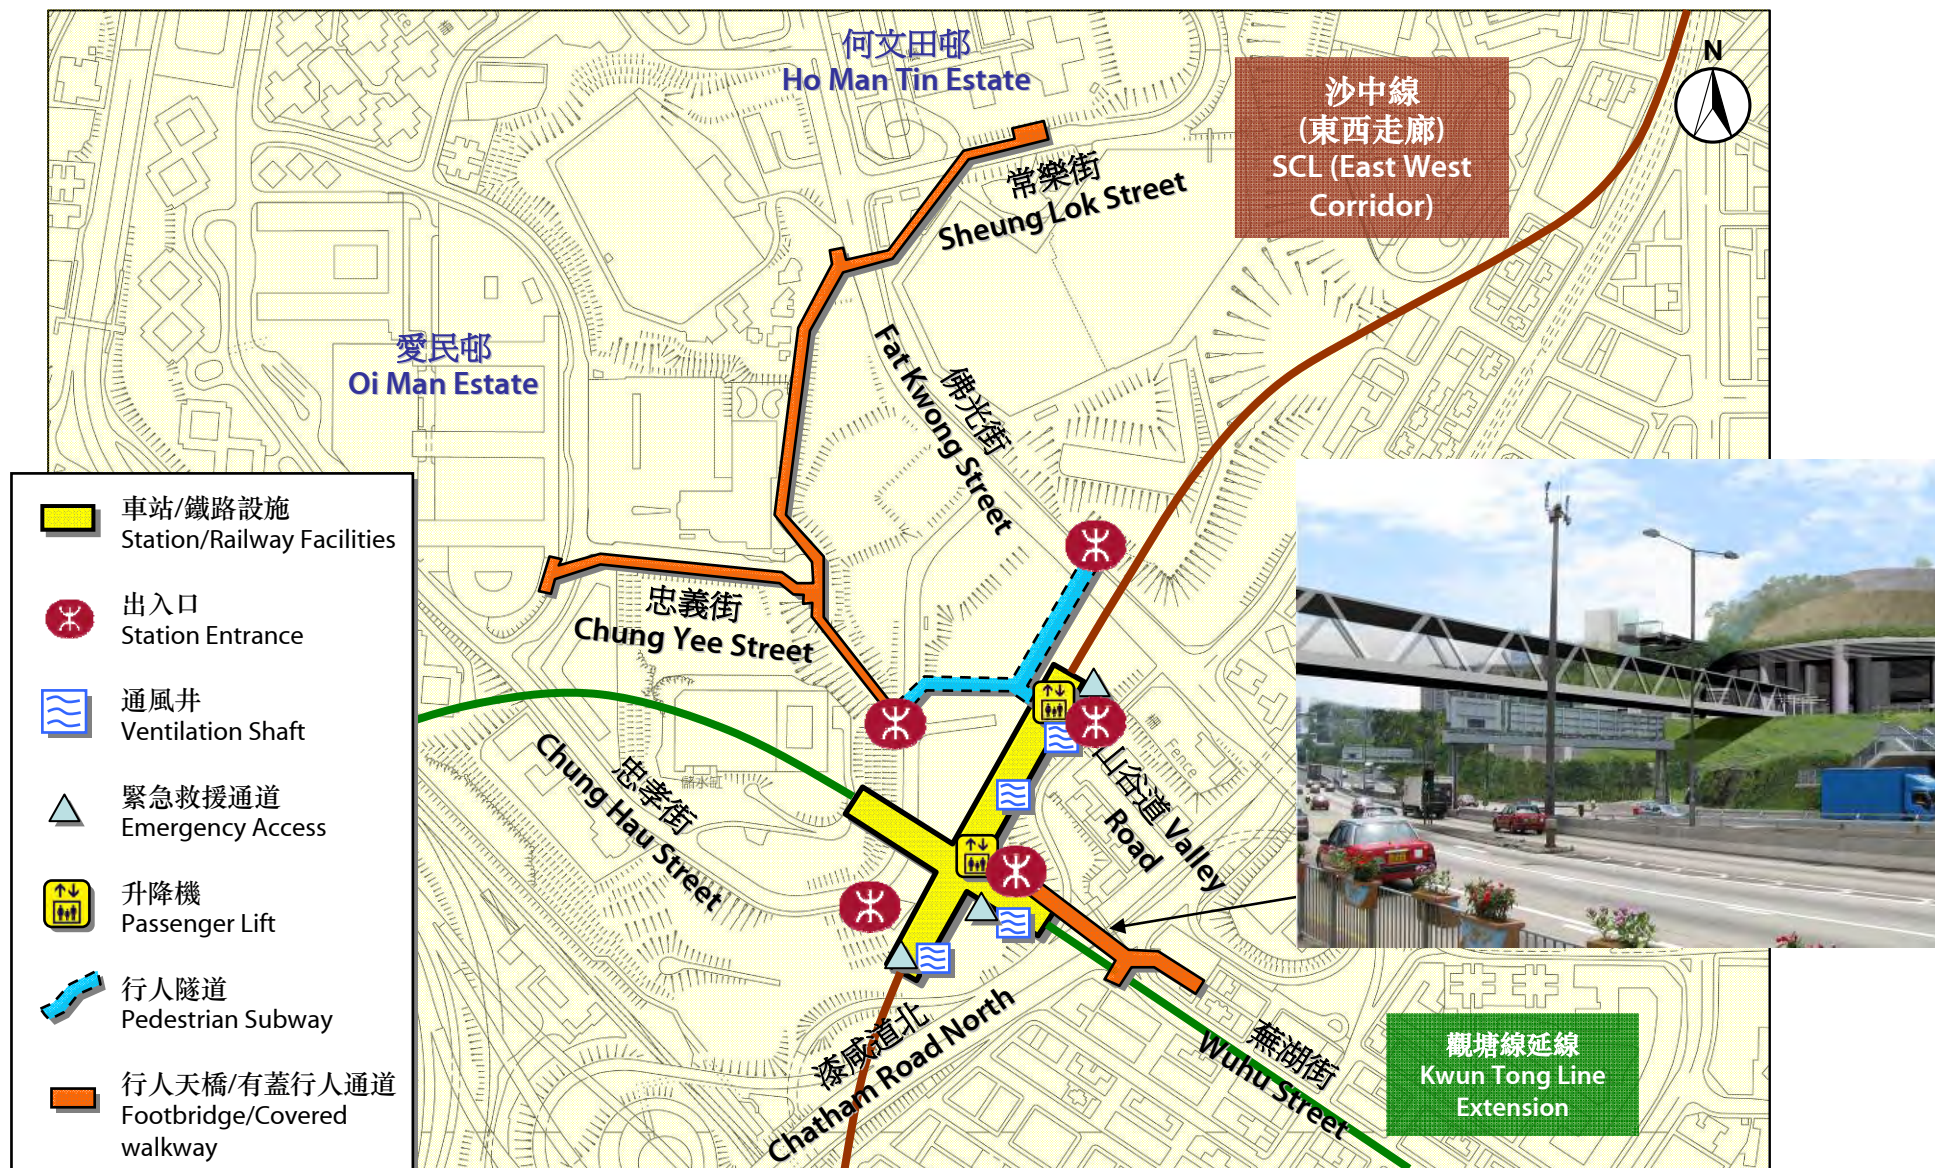 何文田邨
Ho Man Tin Estate
沙中線
(東西走廊)
SCL (East West
Corridor)
N
常樂街
Sheung Lok Street
愛民邨
Oi Man Estate
佛光街
Fat Kwong Street
忠義街
Chung Yee Street
忠孝街
Chung Hau Street
儲水缸
柵
Fence
山谷道 Valley
Road
漆咸道北
Chatham Road North
蕪湖街
Wuhu Street
觀塘線延線
Kwun Tong Line
Extension
車站/鐵路設施
Station/Railway Facilities
出入口
Station Entrance
通風井
Ventilation Shaft
緊急救援通道
Emergency Access
升降機
Passenger Lift
行人隧道
Pedestrian Subway
行人天橋/有蓋行人通道
Footbridge/Covered
walkway